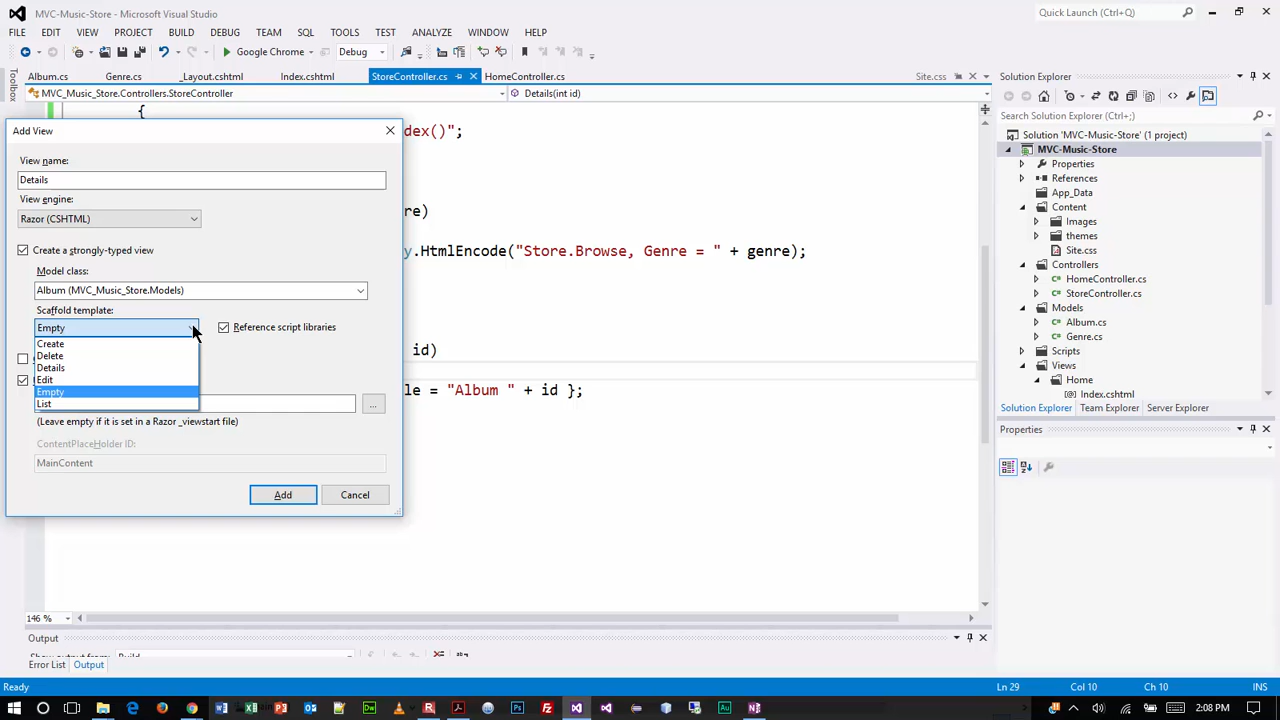 MVC-Music-Store - Microsoft Visual Studio
Quick Launch (Ctrl+Q)
FILE EDIT VIEW PROJECT BUILD DEBUG TEAM SQL TOOLS TEST ANALYZE WINDOW HELP
Google Chrome Debug
Toolbox
Album.cs Genre.cs _Layout.cshtml Index.cshtml StoreController.cs HomeController.cs Site.css
MVC_Music_Store.Controllers.StoreController Details(int id)
{
dex()";
re)
y.HtmlEncode("Store.Browse, Genre = " + genre);
id)
le = "Album " + id };
Add View
View name:
Details
View engine:
Razor (CSHTML)
Create a strongly-typed view
Model class:
Album (MVC_Music_Store.Models)
Scaffold template:
Empty
Reference script libraries
Create
Delete
Details
Edit
Empty
List
...
(Leave empty if it is set in a Razor _viewstart file)
ContentPlaceHolder ID:
MainContent
Add Cancel
146 %
Output
Error List Output
Solution Explorer
Search Solution Explorer (Ctrl+;)
Solution 'MVC-Music-Store' (1 project)
MVC-Music-Store
Properties
References
App_Data
Content
Images
themes
Site.css
Controllers
HomeController.cs
StoreController.cs
Models
Album.cs
Genre.cs
Scripts
Views
Home
Index.cshtml
Solution Explorer Team Explorer Server Explorer
Properties
Ready Ln 29 Col 10 Ch 10 INS
2:08 PM